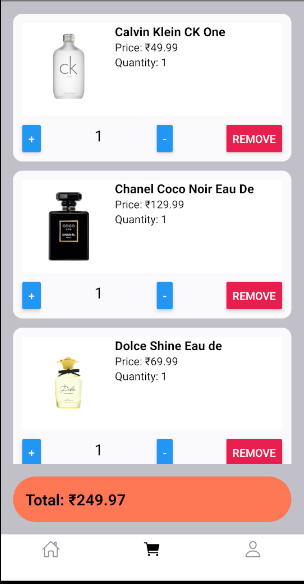 Calvin Klein CK One
Price: ₹49.99
Quantity: 1
ck
+ 1 - REMOVE
Chanel Coco Noir Eau De
Price: ₹129.99
Quantity: 1
COCO
CHANEL
+ 1 - REMOVE
Dolce Shine Eau de
Price: ₹69.99
Quantity: 1
Dolce
+ 1 - REMOVE
Total: ₹249.97